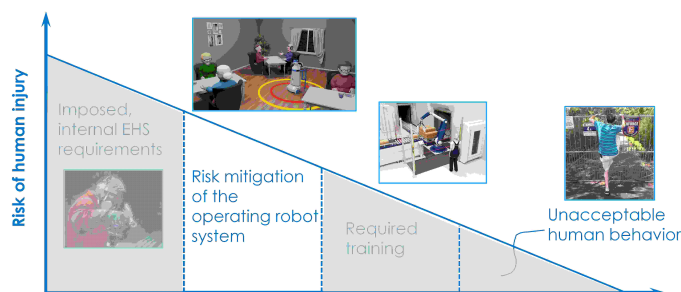 Risk of human injury
Imposed,
internal EHS
requirements
Risk mitigation
of the
operating robot
system
Required
training
Unacceptable
human behavior